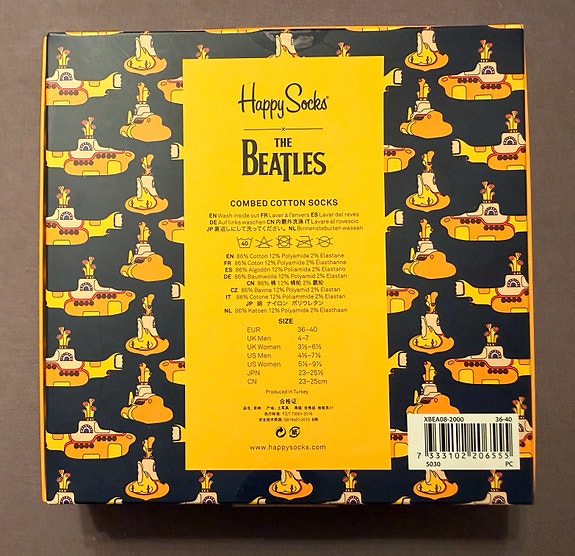 Happy Socks
x
THE
BEATLES
COMBED COTTON SOCKS
EN Wash inside out FR Laver à l'envers ES Lavar del revés
DE Auf links waschen CN 内翻外洗涤 IT Lavare al rovescio
JP 裏返しにして洗ってください。 NL Binnenstebuiten wassen
40
EN 86% Cotton 12% Polyamide 2% Elastane
FR 86% Coton 12% Polyamide 2% Elasthanne
ES 86% Algodón 12% Poliamida 2% Elastano
DE 86% Baumwolle 12% Polyamid 2% Elastan
CN 86% 棉 12% 锦纶 2% 氨纶
CZ 86% Bavlna 12% Polyamid 2% Elastan
IT 86% Cotone 12% Poliammide 2% Elastan
JP 綿 ナイロン ポリウレタン
NL 86% Katoen 12% Polyamide 2% Elasthaan
SIZE
EUR 36-40
UK Men 4-7
UK Women 3½-6½
US Men 4½-7½
US Women 5½-9½
JPN 23-25½
CN 23-25cm
Produced in Turkey
合格证
www.happysocks.com
XBEA08-2000 36-40
7 333102 206555
5030 PC